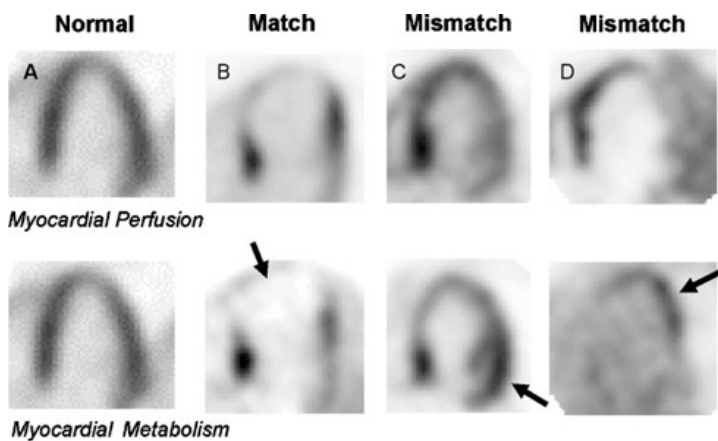 Normal Match Mismatch Mismatch
A B C D
Myocardial Perfusion
Myocardial Metabolism